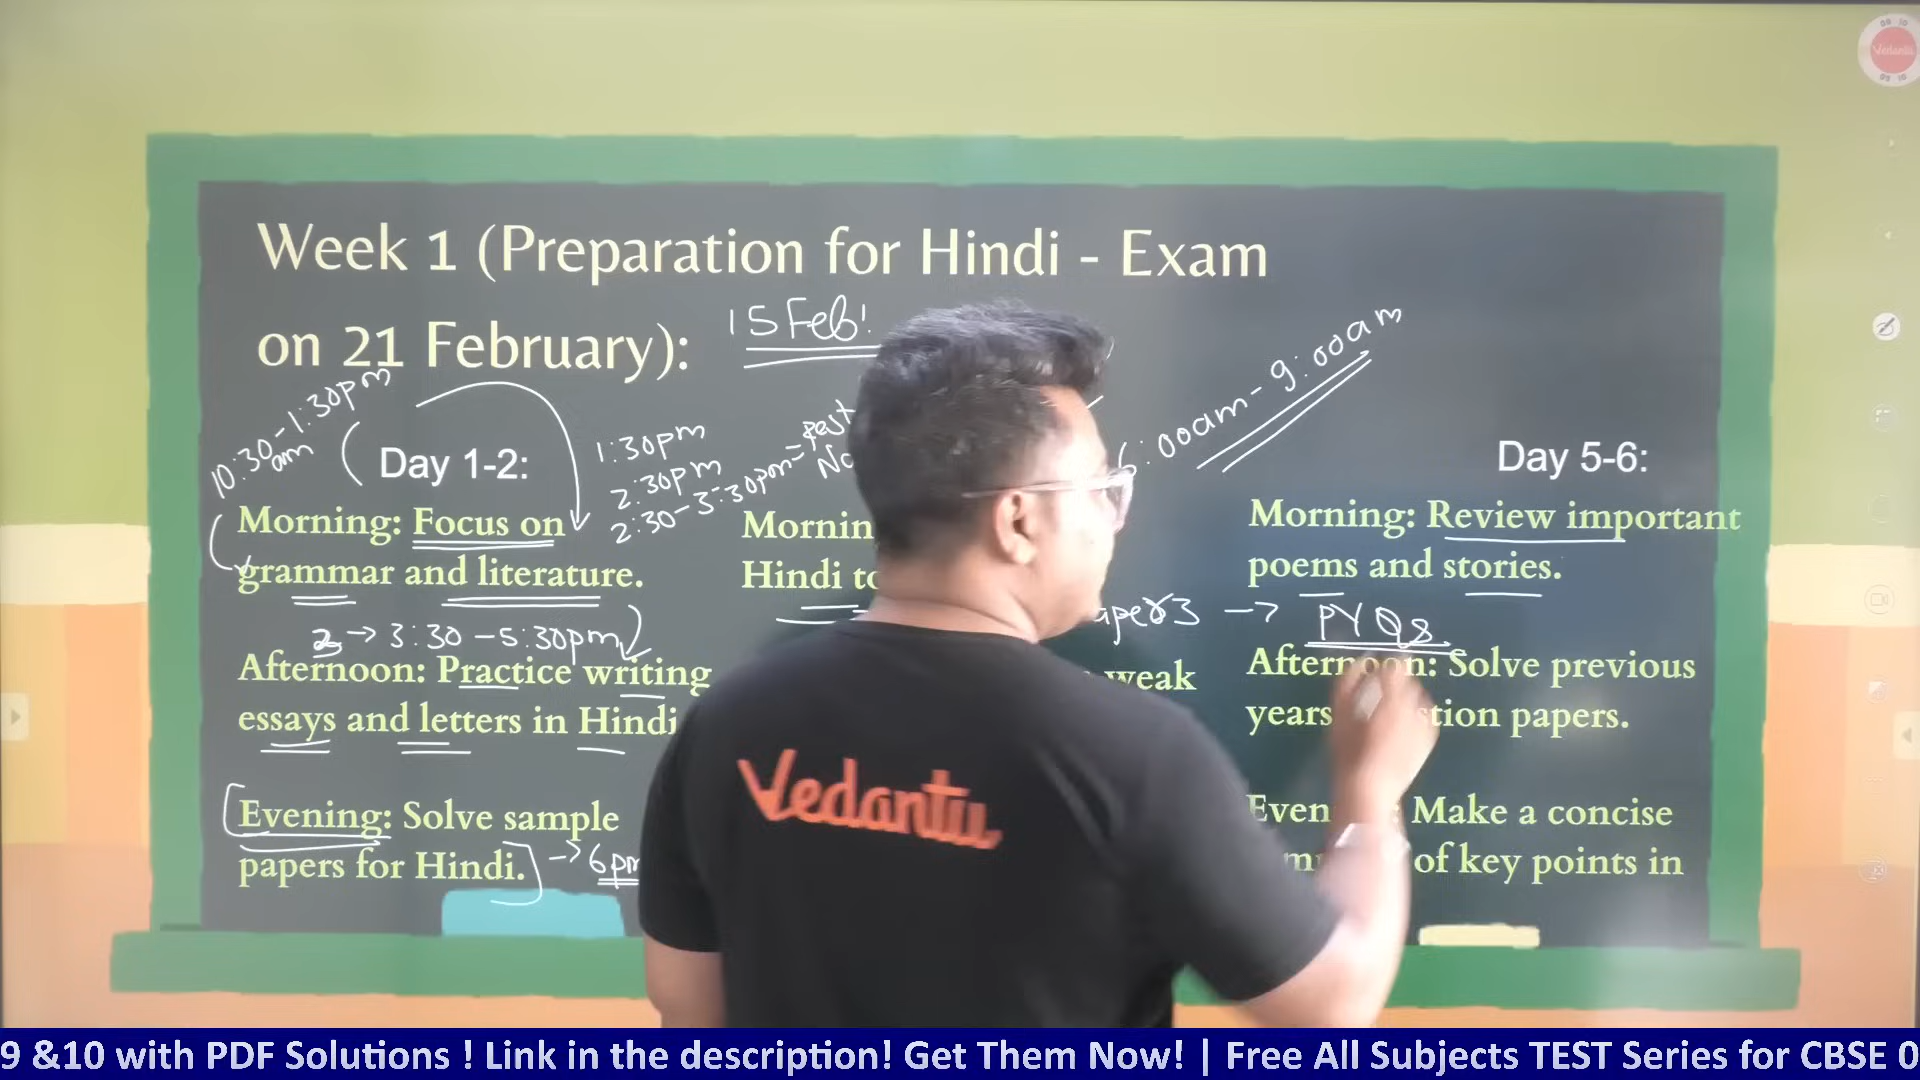 Vedantu
Week 1 (Preparation for Hindi - Exam
on 21 February):
15 Feb!
10:30am-1:30pm
Day 1-2:
Morning: Focus on
grammar and literature.
2 → 3:30 - 5:30pm
Afternoon: Practice writing
essays and letters in Hindi
Evening: Solve sample
papers for Hindi.
→ 6pm
1:30pm
2:30pm
2:30-3:30pm=
Hindi
weak
6:00am - 9:00am
Day 5-6:
Morning: Review important
poems and stories.
→ PYQs
Afternoon: Solve previous
years papers.
Make a concise
of key points in
Vedantu
9 &10 with PDF Solutions ! Link in the description! Get Them Now! | Free All Subjects TEST Series for CBSE